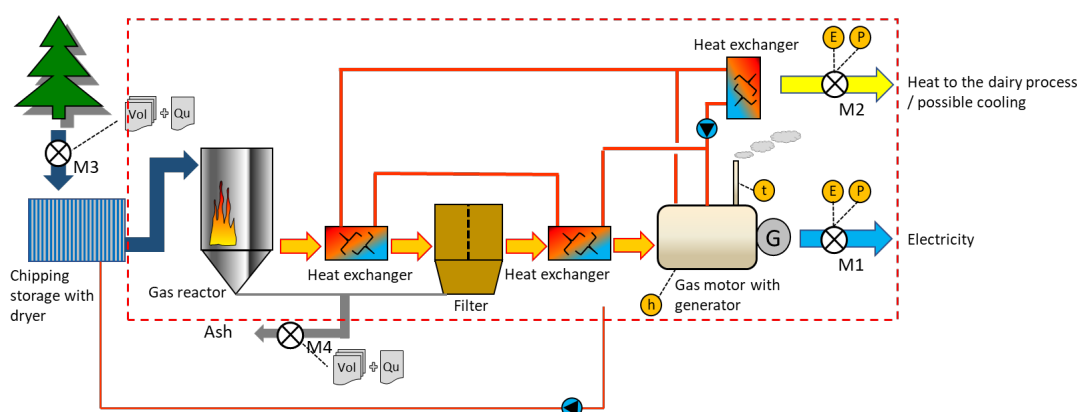 Heat exchanger
E
P
M2
Heat to the dairy process
/ possible cooling
Vol
+
Qu
M3
t
E
P
G
M1
Electricity
Chipping
storage with
dryer
Gas reactor
Heat exchanger
Filter
Heat exchanger
Gas motor with
generator
h
Ash
M4
Vol
+
Qu